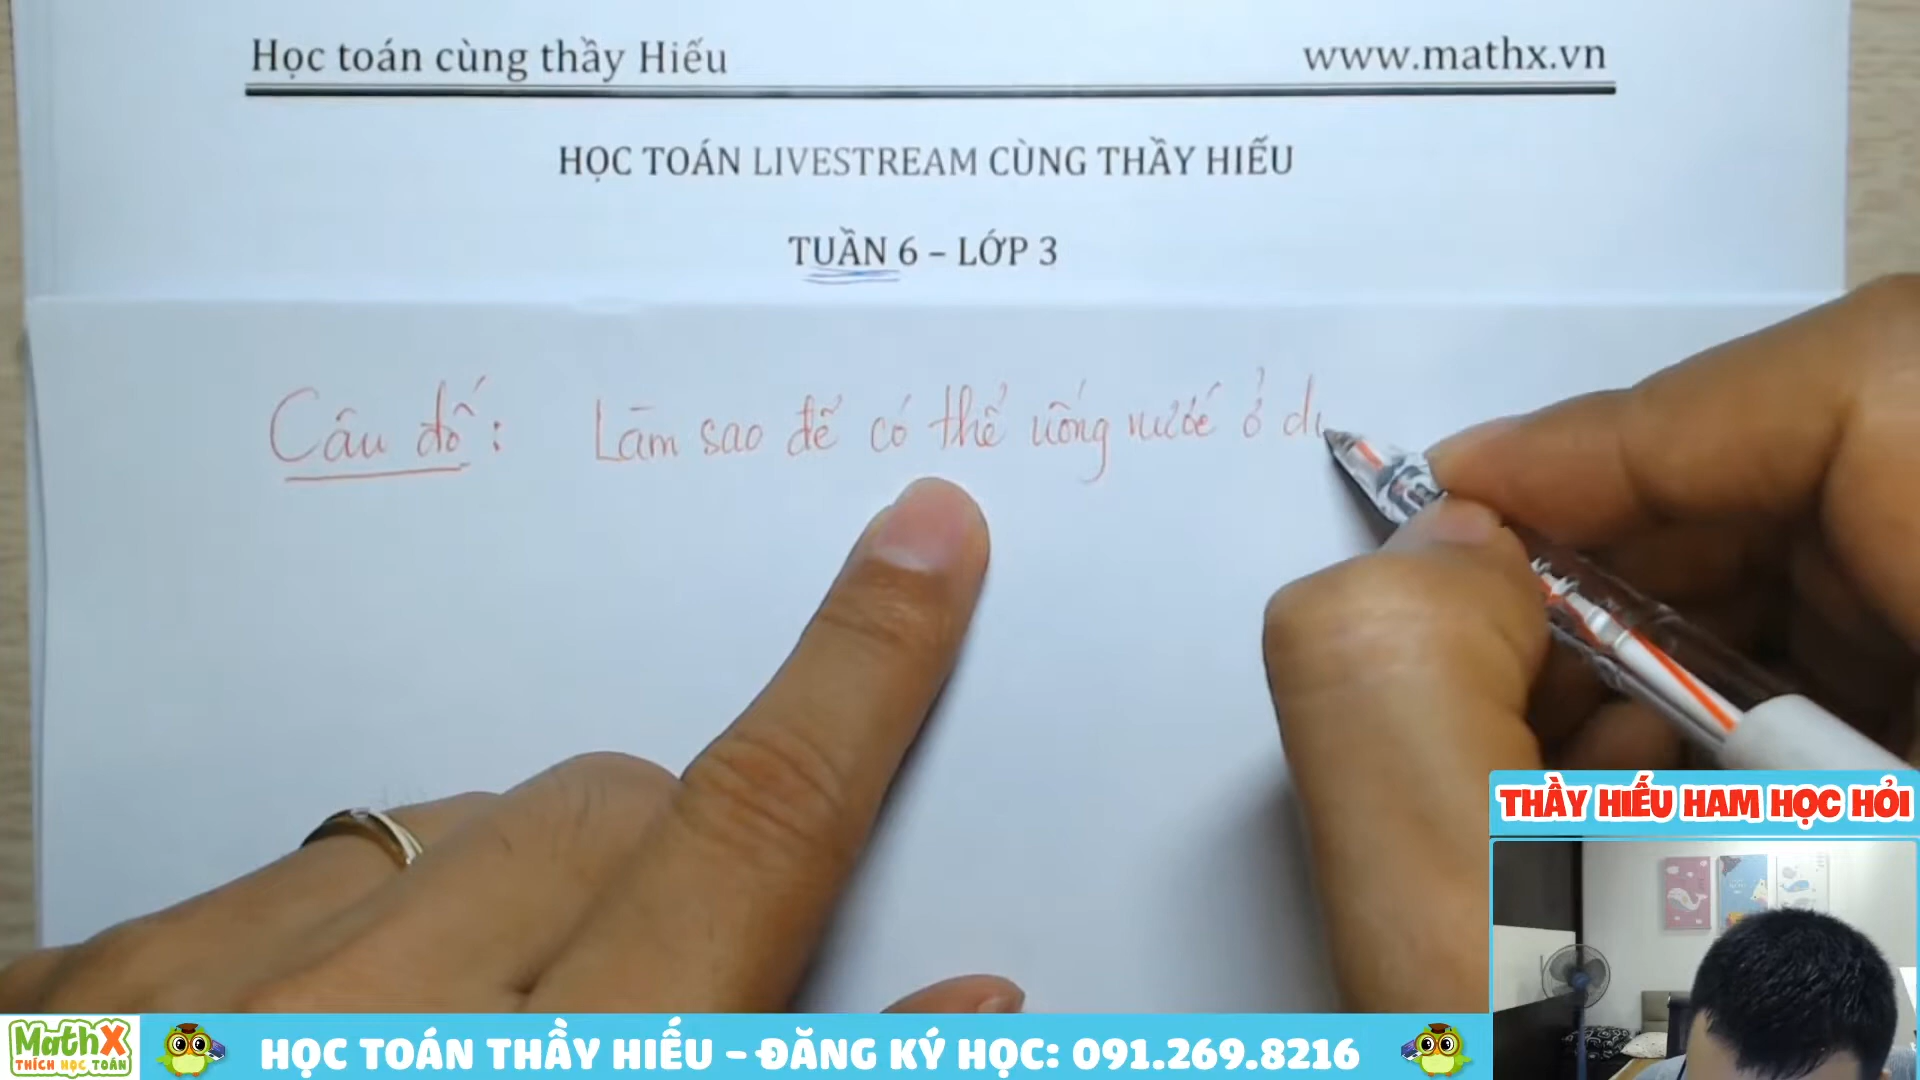 Học toán cùng thầy Hiếu www.mathx.vn
HỌC TOÁN LIVESTREAM CÙNG THẦY HIẾU
TUẦN 6 – LỚP 3
Câu đố: Làm sao để có thể uống nước ở
THẦY HIẾU HAM HỌC HỎI
MathX
THÍCH HỌC TOÁN
HỌC TOÁN THẦY HIẾU - ĐĂNG KÝ HỌC: 091.269.8216